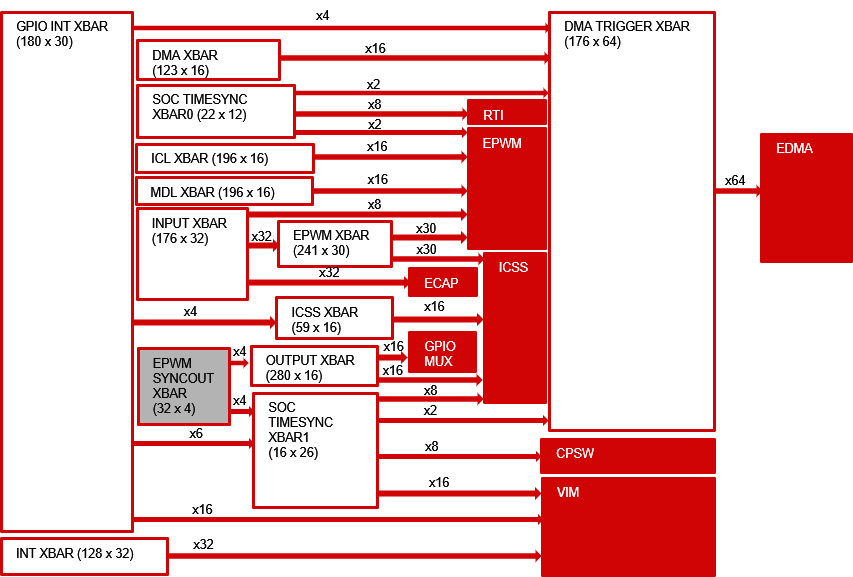 GPIO INT XBAR
(180 x 30)
x4
DMA TRIGGER XBAR
(176 x 64)
DMA XBAR
(123 x 16)
x16
SOC TIMESYNC
XBAR0 (22 x 12)
x2
x8
x2
RTI
EPWM
ICL XBAR (196 x 16)
x16
EDMA
MDL XBAR (196 x 16)
x16
x64
INPUT XBAR
(176 x 32)
x8
x32
EPWM XBAR
(241 x 30)
x30
x30
ICSS
x32
ECAP
x4
ICSS XBAR
(59 x 16)
x16
EPWM
SYNCOUT
XBAR
(32 x 4)
x4
OUTPUT XBAR
(280 x 16)
x16
GPIO
MUX
x16
x4
SOC
TIMESYNC
XBAR1
(16 x 26)
x8
x2
x6
x8
CPSW
x16
VIM
x16
INT XBAR (128 x 32)
x32